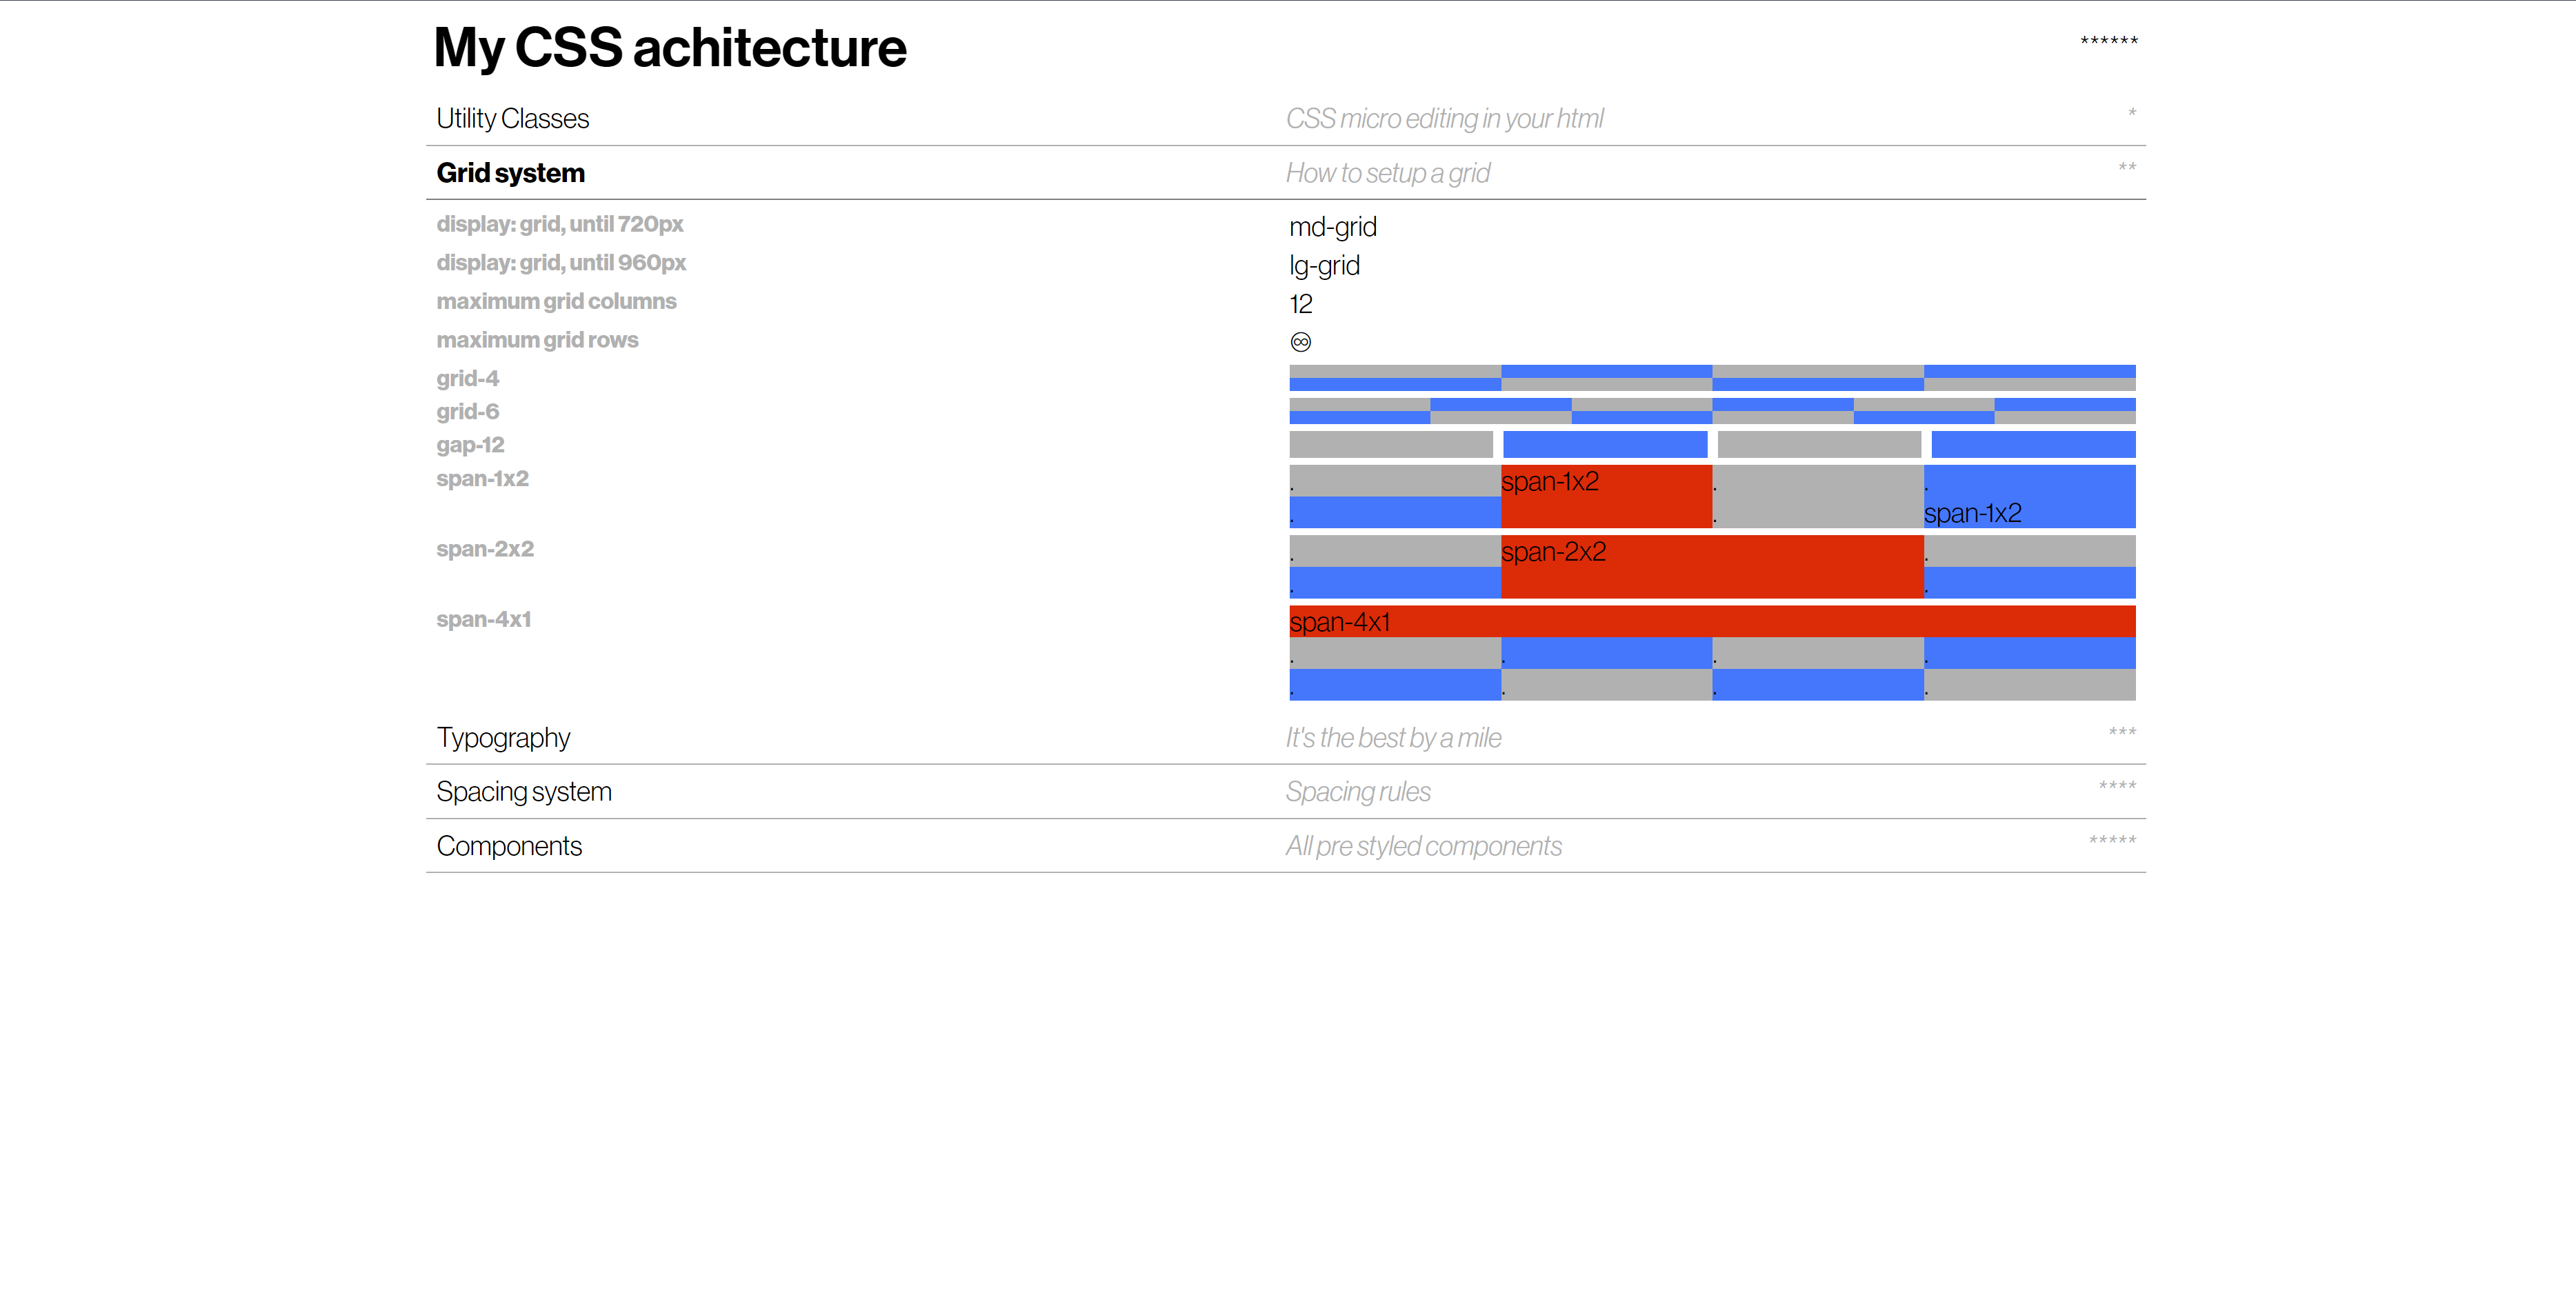 My CSS achitecture ******
Utility Classes CSS micro editing in your html *
Grid system How to setup a grid **
display: grid, until 720px md-grid
display: grid, until 960px lg-grid
maximum grid columns 12
maximum grid rows ♾
grid-4
grid-6
gap-12
span-1x2 . span-1x2 . .
. . span-1x2
span-2x2 . span-2x2 .
. .
span-4x1 span-4x1
. . . .
. . . .
Typography It's the best by a mile ***
Spacing system Spacing rules ****
Components All pre styled components *****